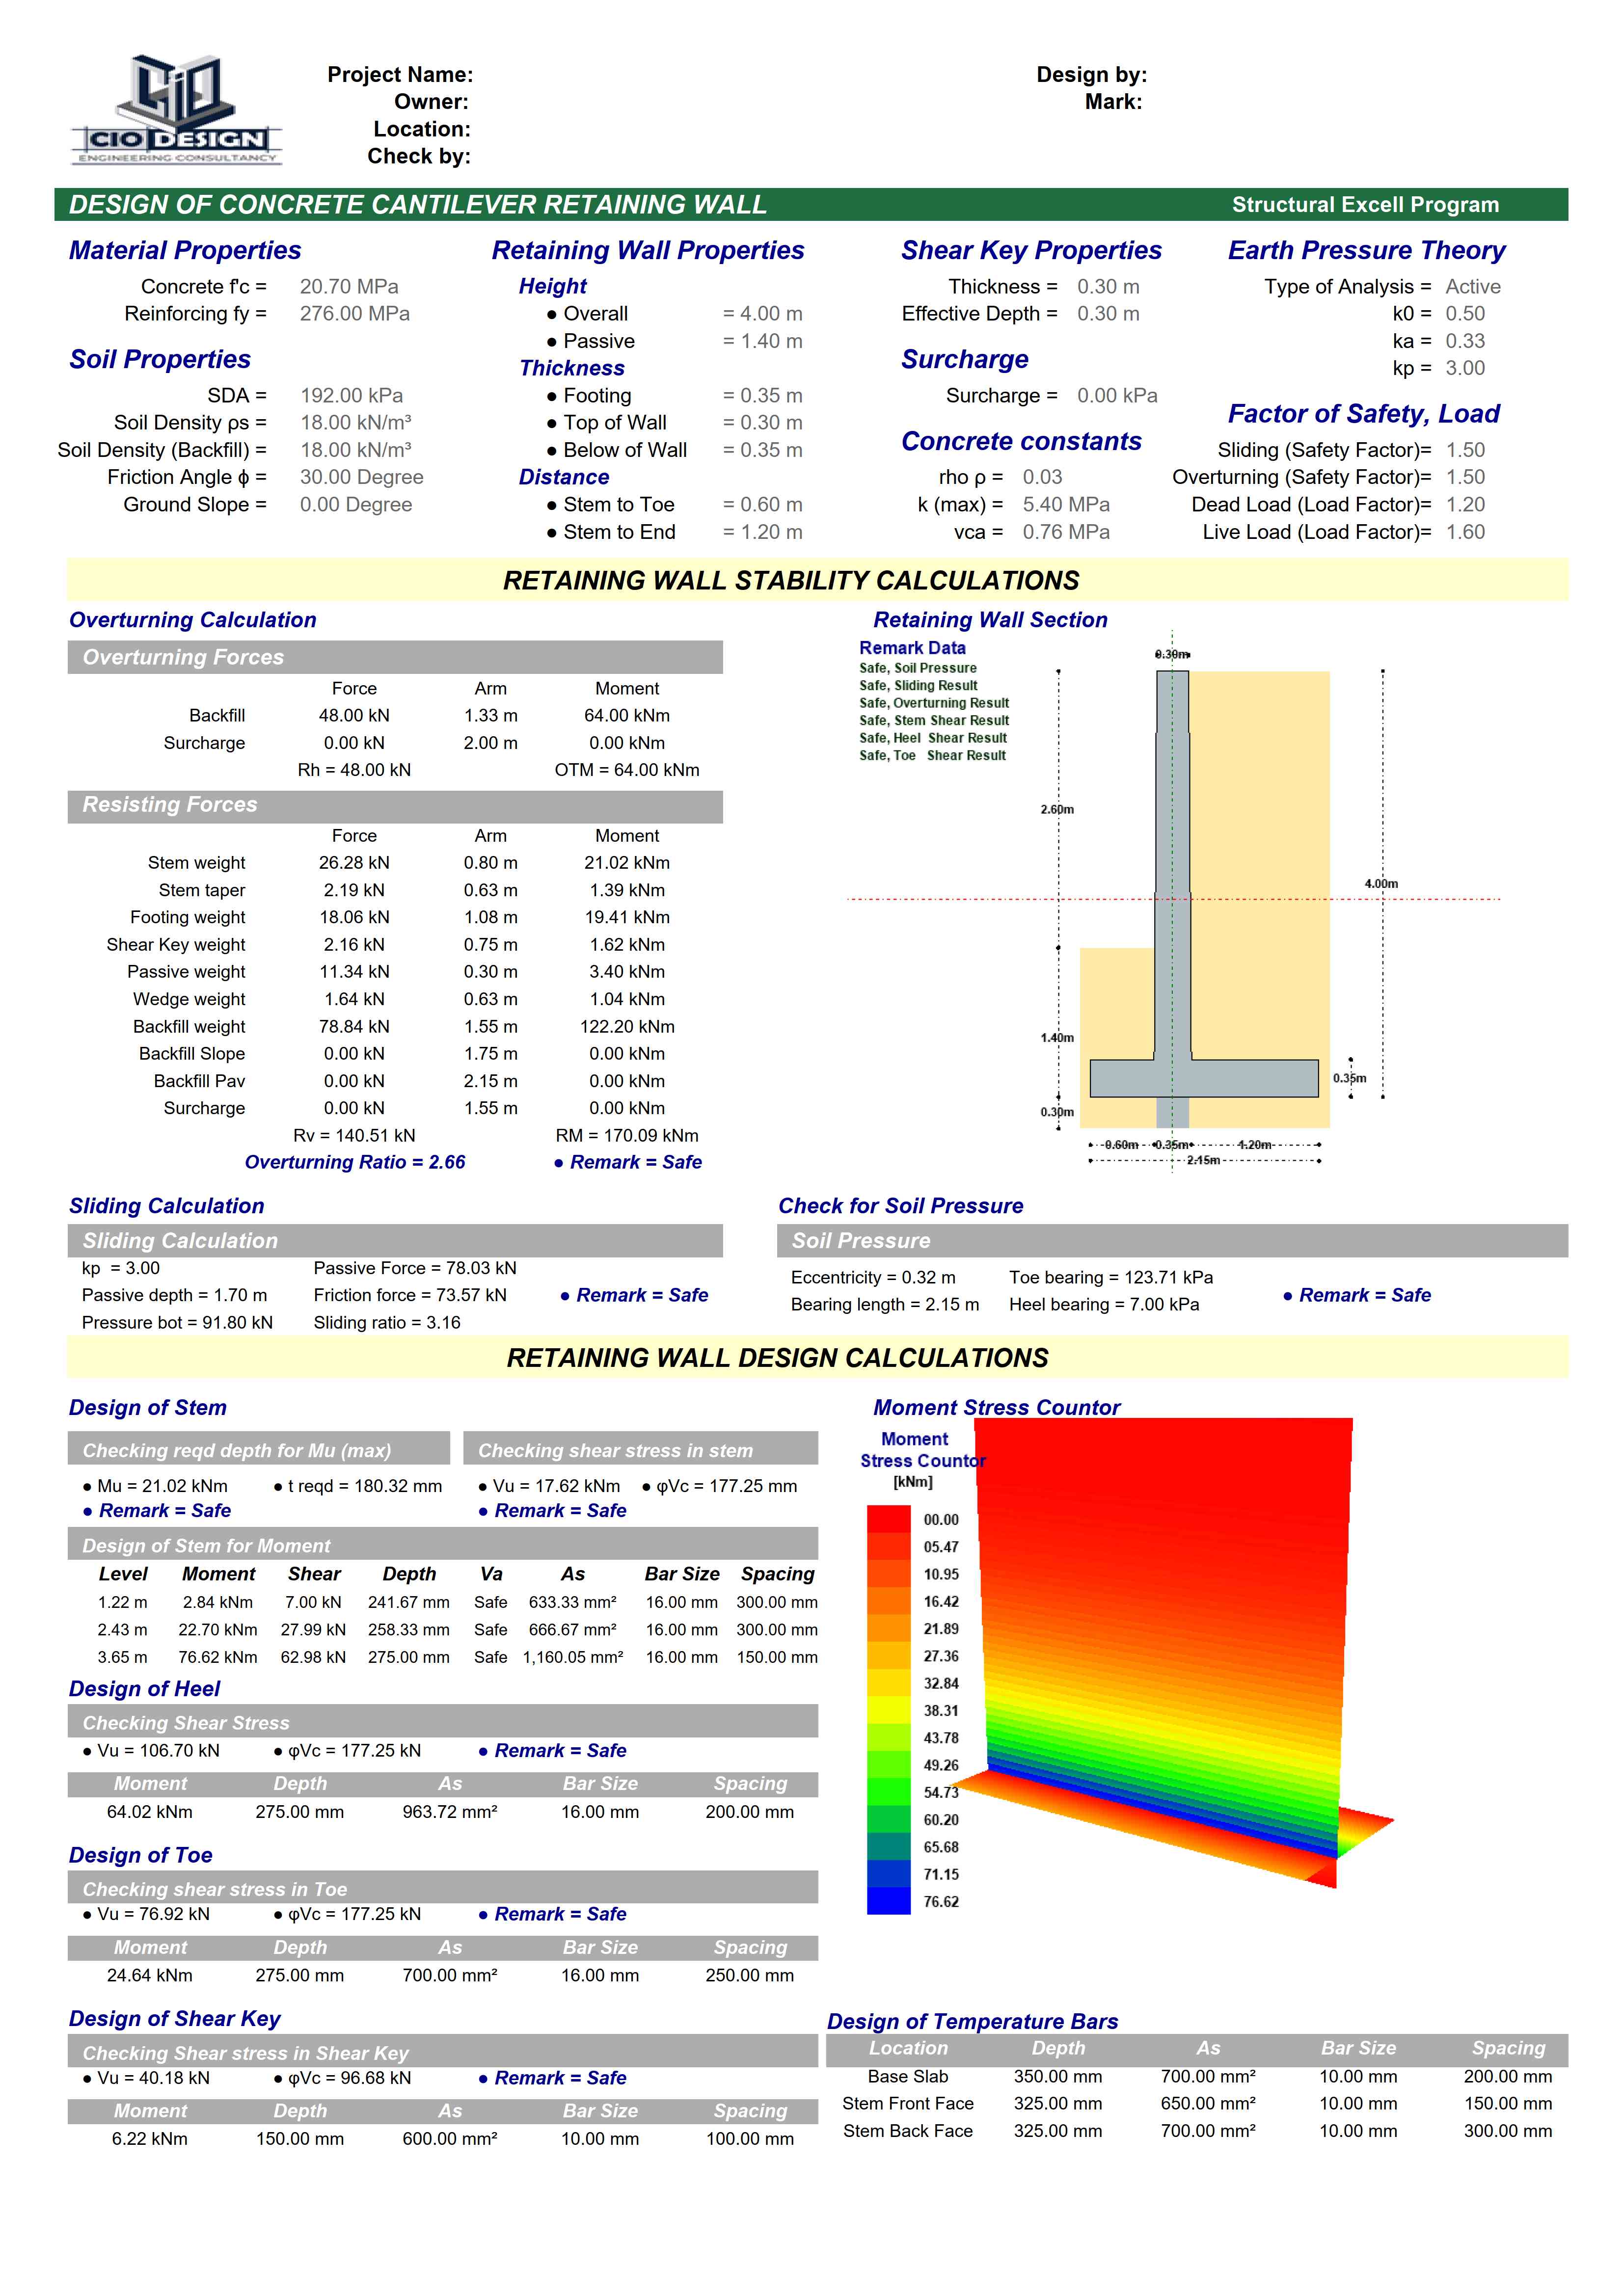 CIO DESIGN
ENGINEERING CONSULTANCY
Project Name:
Owner:
Location:
Check by:
Design by:
Mark:
DESIGN OF CONCRETE CANTILEVER RETAINING WALL Structural Excell Program
Material Properties
Concrete f'c = 20.70 MPa
Reinforcing fy = 276.00 MPa
Soil Properties
SDA = 192.00 kPa
Soil Density ρs = 18.00 kN/m³
Soil Density (Backfill) = 18.00 kN/m³
Friction Angle ϕ = 30.00 Degree
Ground Slope = 0.00 Degree
Retaining Wall Properties
Height
● Overall = 4.00 m
● Passive = 1.40 m
Thickness
● Footing = 0.35 m
● Top of Wall = 0.30 m
● Below of Wall = 0.35 m
Distance
● Stem to Toe = 0.60 m
● Stem to End = 1.20 m
Shear Key Properties
Thickness = 0.30 m
Effective Depth = 0.30 m
Surcharge
Surcharge = 0.00 kPa
Concrete constants
rho ρ = 0.03
k (max) = 5.40 MPa
vca = 0.76 MPa
Earth Pressure Theory
Type of Analysis = Active
k0 = 0.50
ka = 0.33
kp = 3.00
Factor of Safety, Load
Sliding (Safety Factor)= 1.50
Overturning (Safety Factor)= 1.50
Dead Load (Load Factor)= 1.20
Live Load (Load Factor)= 1.60
RETAINING WALL STABILITY CALCULATIONS
Overturning Calculation
Overturning Forces
Force Arm Moment
Backfill 48.00 kN 1.33 m 64.00 kNm
Surcharge 0.00 kN 2.00 m 0.00 kNm
Rh = 48.00 kN OTM = 64.00 kNm
Resisting Forces
Force Arm Moment
Stem weight 26.28 kN 0.80 m 21.02 kNm
Stem taper 2.19 kN 0.63 m 1.39 kNm
Footing weight 18.06 kN 1.08 m 19.41 kNm
Shear Key weight 2.16 kN 0.75 m 1.62 kNm
Passive weight 11.34 kN 0.30 m 3.40 kNm
Wedge weight 1.64 kN 0.63 m 1.04 kNm
Backfill weight 78.84 kN 1.55 m 122.20 kNm
Backfill Slope 0.00 kN 1.75 m 0.00 kNm
Backfill Pav 0.00 kN 2.15 m 0.00 kNm
Surcharge 0.00 kN 1.55 m 0.00 kNm
Rv = 140.51 kN RM = 170.09 kNm
Overturning Ratio = 2.66 ● Remark = Safe
Retaining Wall Section
Remark Data
Safe, Soil Pressure
Safe, Sliding Result
Safe, Overturning Result
Safe, Stem Shear Result
Safe, Heel Shear Result
Safe, Toe Shear Result
0.30m
2.60m
4.00m
1.40m
0.35m
0.30m
0.60m 0.35m 1.20m
2.15m
Sliding Calculation
Sliding Calculation
kp = 3.00 Passive Force = 78.03 kN
Passive depth = 1.70 m Friction force = 73.57 kN ● Remark = Safe
Pressure bot = 91.80 kN Sliding ratio = 3.16
Check for Soil Pressure
Soil Pressure
Eccentricity = 0.32 m Toe bearing = 123.71 kPa
● Remark = Safe
Bearing length = 2.15 m Heel bearing = 7.00 kPa
RETAINING WALL DESIGN CALCULATIONS
Design of Stem
Checking reqd depth for Mu (max) Checking shear stress in stem
● Mu = 21.02 kNm ● t reqd = 180.32 mm ● Vu = 17.62 kNm ● φVc = 177.25 mm
● Remark = Safe ● Remark = Safe
Design of Stem for Moment
Level Moment Shear Depth Va As Bar Size Spacing
1.22 m 2.84 kNm 7.00 kN 241.67 mm Safe 633.33 mm² 16.00 mm 300.00 mm
2.43 m 22.70 kNm 27.99 kN 258.33 mm Safe 666.67 mm² 16.00 mm 300.00 mm
3.65 m 76.62 kNm 62.98 kN 275.00 mm Safe 1,160.05 mm² 16.00 mm 150.00 mm
Design of Heel
Checking Shear Stress
● Vu = 106.70 kN ● φVc = 177.25 kN ● Remark = Safe
Moment Depth As Bar Size Spacing
64.02 kNm 275.00 mm 963.72 mm² 16.00 mm 200.00 mm
Design of Toe
Checking shear stress in Toe
● Vu = 76.92 kN ● φVc = 177.25 kN ● Remark = Safe
Moment Depth As Bar Size Spacing
24.64 kNm 275.00 mm 700.00 mm² 16.00 mm 250.00 mm
Design of Shear Key
Checking Shear stress in Shear Key
● Vu = 40.18 kN ● φVc = 96.68 kN ● Remark = Safe
Moment Depth As Bar Size Spacing
6.22 kNm 150.00 mm 600.00 mm² 10.00 mm 100.00 mm
Moment Stress Countor
Moment
Stress Countor
[kNm]
00.00
05.47
10.95
16.42
21.89
27.36
32.84
38.31
43.78
49.26
54.73
60.20
65.68
71.15
76.62
Design of Temperature Bars
Location Depth As Bar Size Spacing
Base Slab 350.00 mm 700.00 mm² 10.00 mm 200.00 mm
Stem Front Face 325.00 mm 650.00 mm² 10.00 mm 150.00 mm
Stem Back Face 325.00 mm 700.00 mm² 10.00 mm 300.00 mm